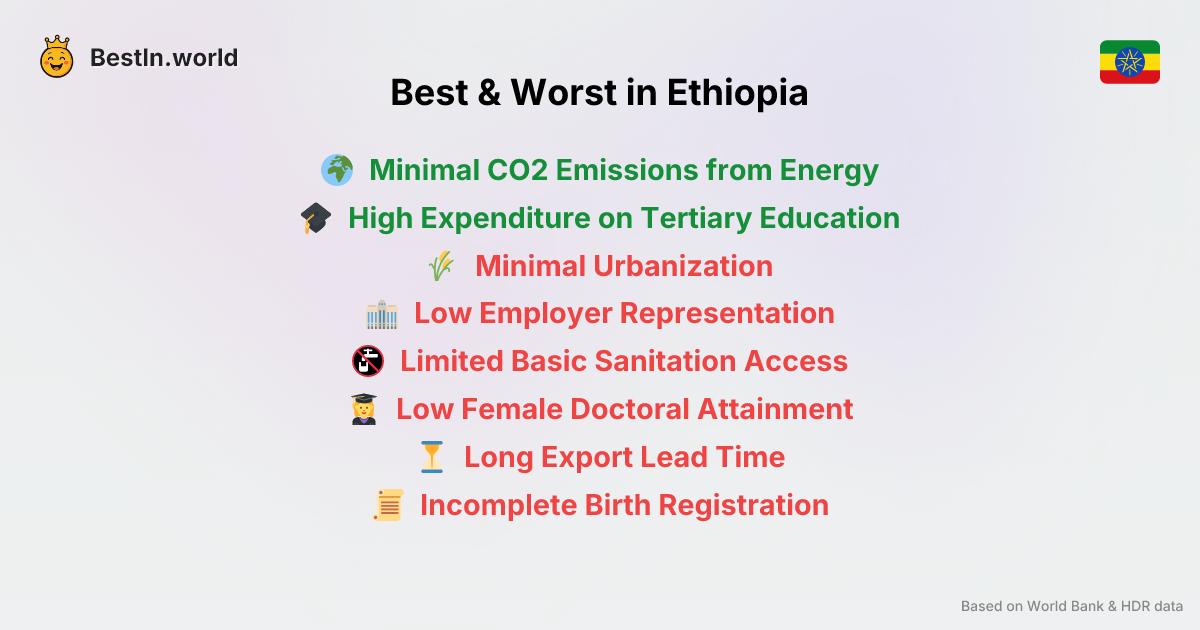 BestIn.world
Best & Worst in Ethiopia
Minimal CO2 Emissions from Energy
High Expenditure on Tertiary Education
Minimal Urbanization
Low Employer Representation
Limited Basic Sanitation Access
Low Female Doctoral Attainment
Long Export Lead Time
Incomplete Birth Registration
Based on World Bank & HDR data